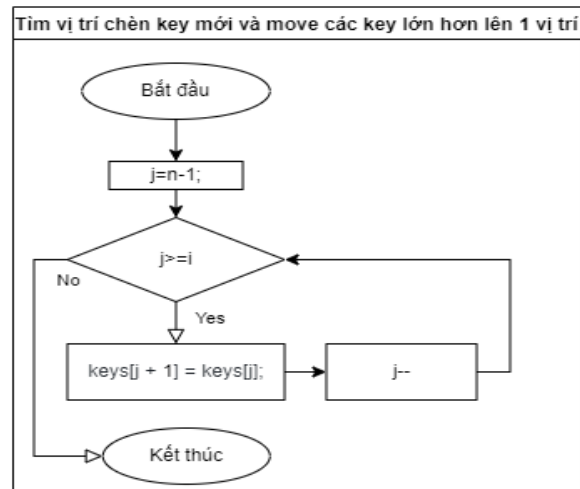 Tìm vị trí chèn key mới và move các key lớn hơn lên 1 vị trí
Bắt đầu
j=n-1;
j>=i
No
Yes
keys[j + 1] = keys[j];
j--
Kết thúc